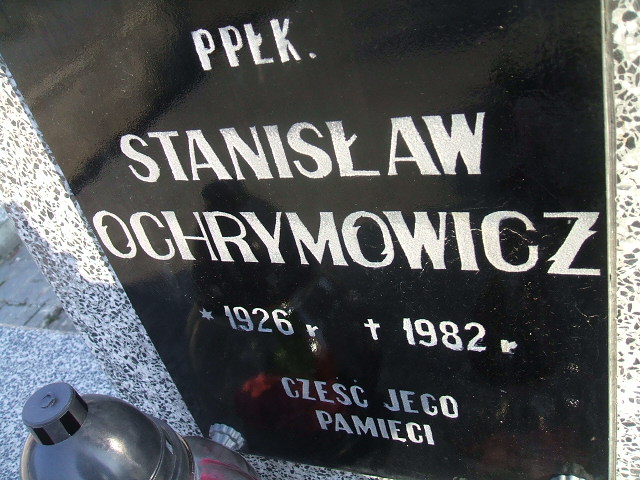 PPŁK.
STANISŁAW
OCHRYMOWICZ
* 1926 r † 1982 r
CZEŚĆ JEGO
PAMIĘCI